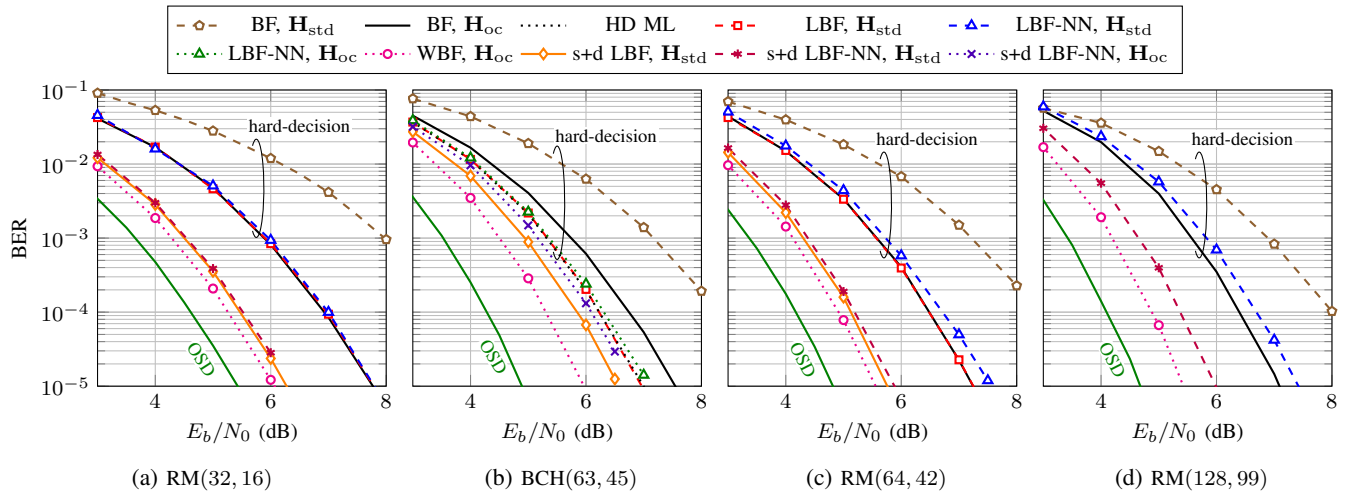 BF, H_std BF, H_oc HD ML LBF, H_std LBF-NN, H_std
LBF-NN, H_oc WBF, H_oc s+d LBF, H_std s+d LBF-NN, H_std s+d LBF-NN, H_oc
BER
10^−1
10^−2
10^−3
10^−4
10^−5
hard-decision
OSD
4 6 8
E_b/N_0 (dB)
(a) RM(32, 16)
hard-decision
OSD
4 6 8
E_b/N_0 (dB)
(b) BCH(63, 45)
hard-decision
OSD
4 6 8
E_b/N_0 (dB)
(c) RM(64, 42)
hard-decision
OSD
4 6 8
E_b/N_0 (dB)
(d) RM(128, 99)